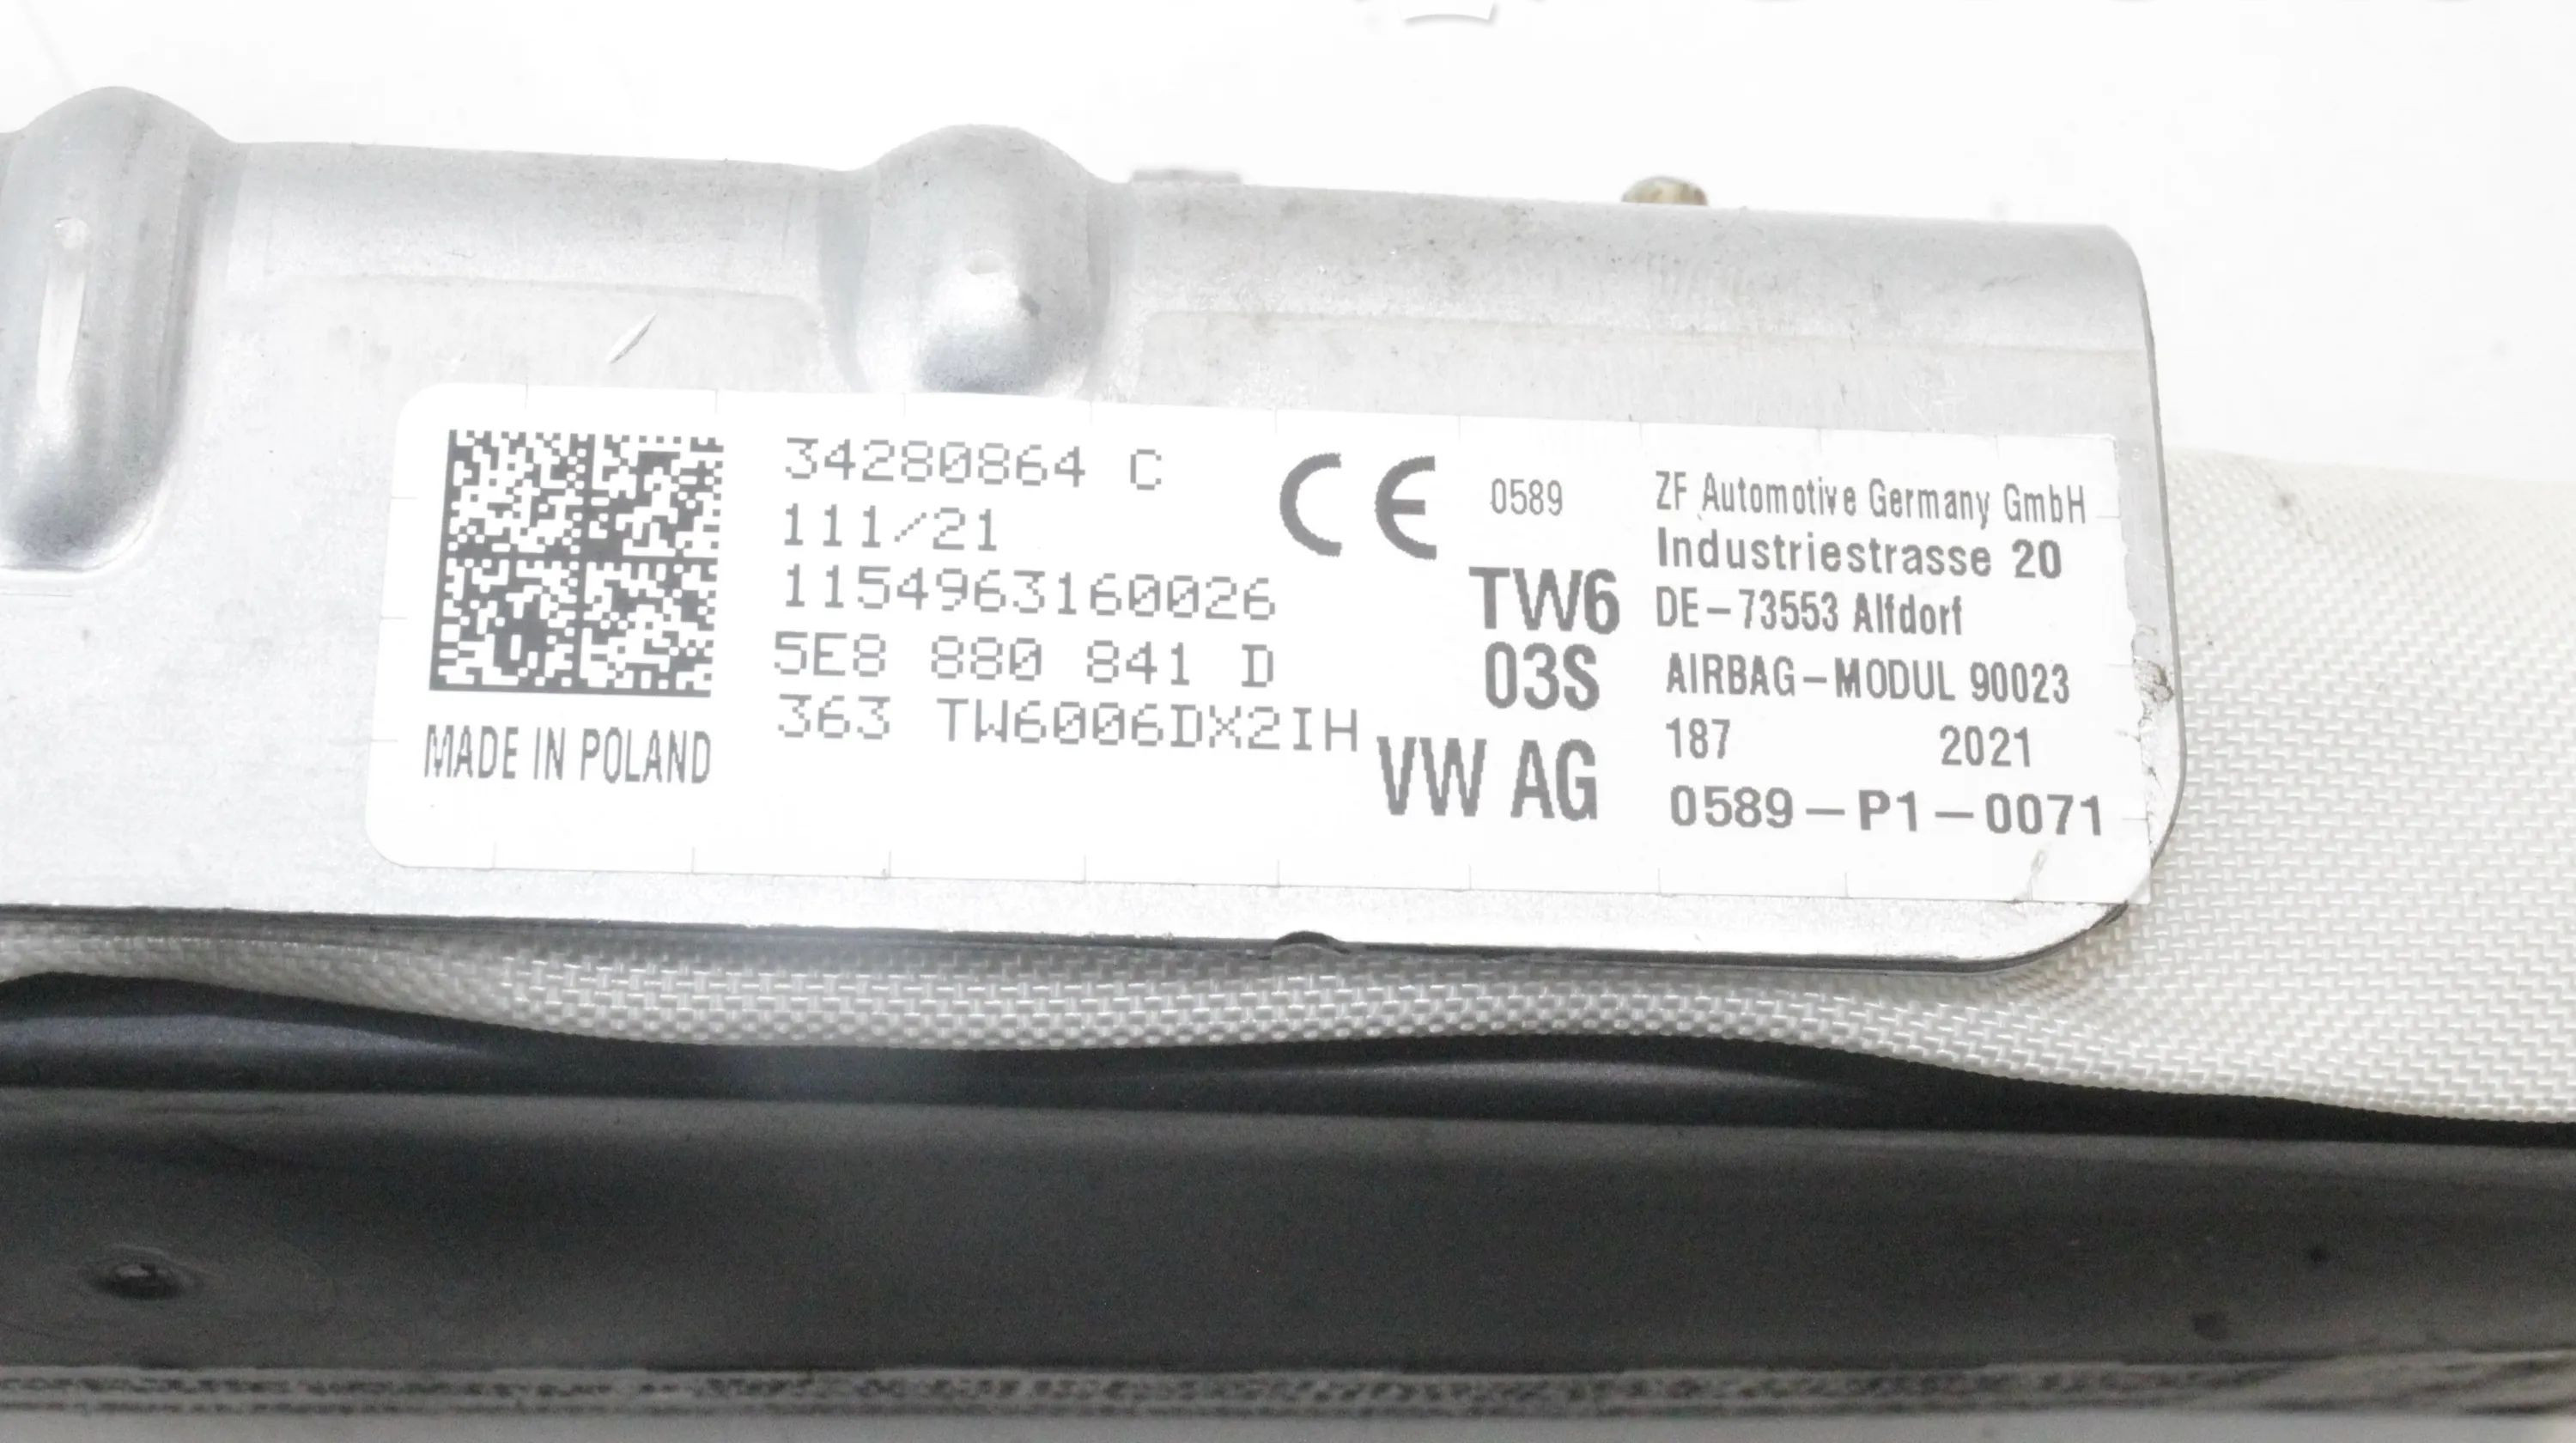 34280864 C
111/21
1154963160026
5E8 880 841 D
363 TW6006DX2IH
MADE IN POLAND
CE 0589
TW6
03S
VW AG
ZF Automotive Germany GmbH
Industriestrasse 20
DE-73553 Alfdorf
AIRBAG-MODUL 90023
187 2021
0589-P1-0071